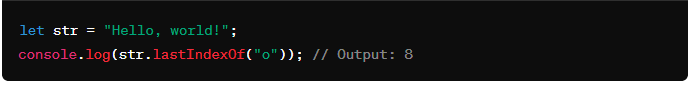 let str = "Hello, world!";
console.log(str.lastIndexOf("o")); // Output: 8